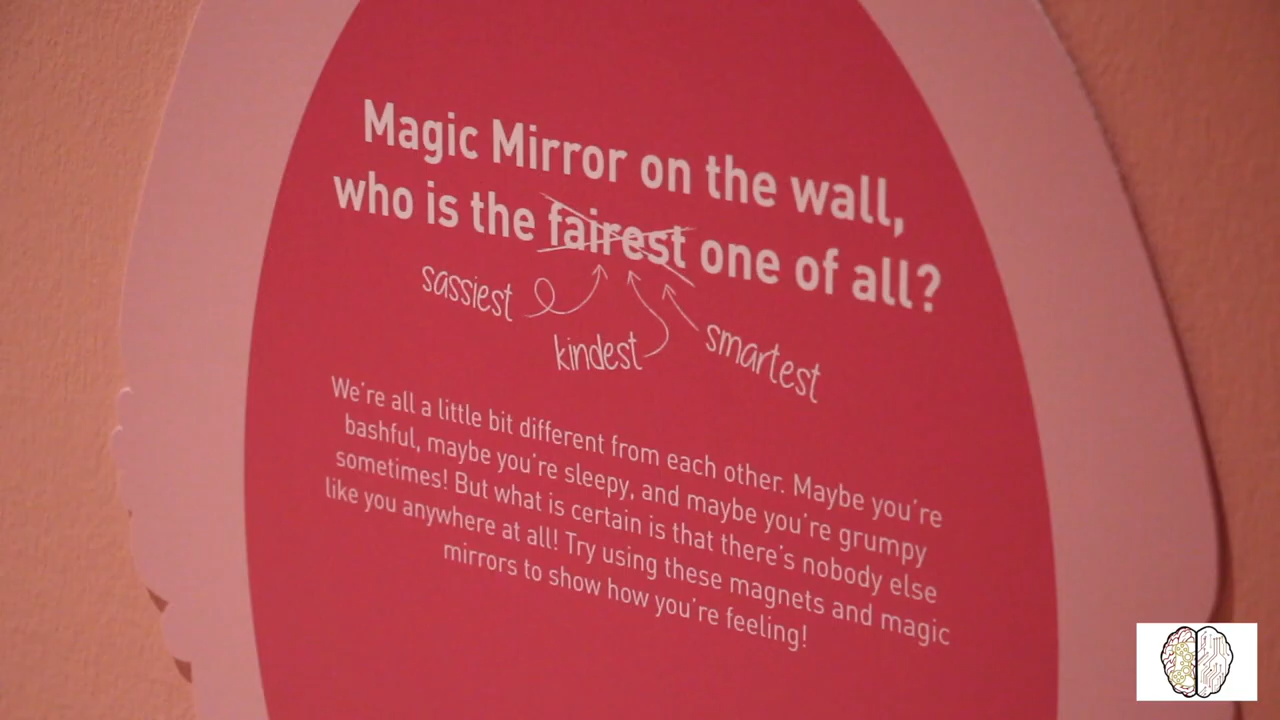 Magic Mirror on the wall,
who is the fairest one of all?
sassiest
kindest
smartest
We're all a little bit different from each other. Maybe you're
bashful, maybe you're sleepy, and maybe you're grumpy
sometimes! But what is certain is that there's nobody else
like you anywhere at all! Try using these magnets and magic
mirrors to show how you're feeling!